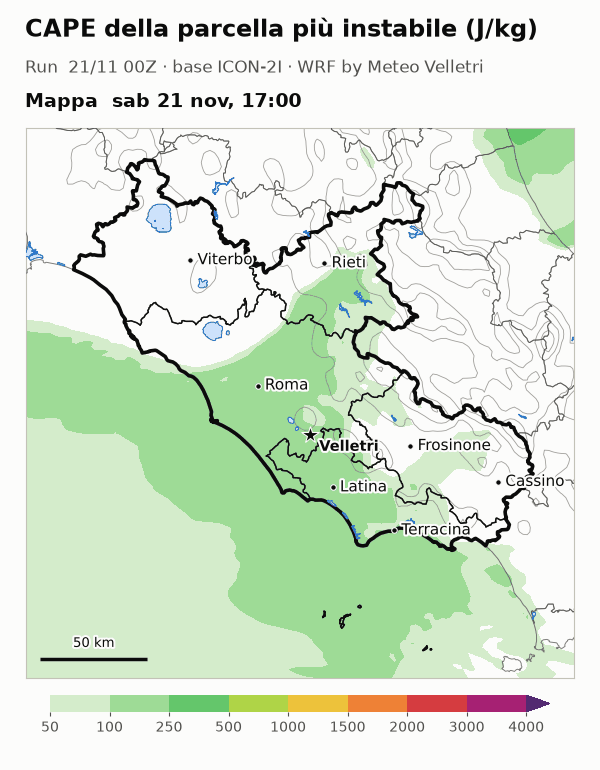 CAPE della parcella più instabile (J/kg)
Run  21/11 00Z · base ICON-2I · WRF by Meteo Velletri
Mappa  sab 21 nov, 17:00
Viterbo
Rieti
Roma
Velletri
Frosinone
Cassino
Latina
Terracina
50 km
50 100 250 500 1000 1500 2000 3000 4000